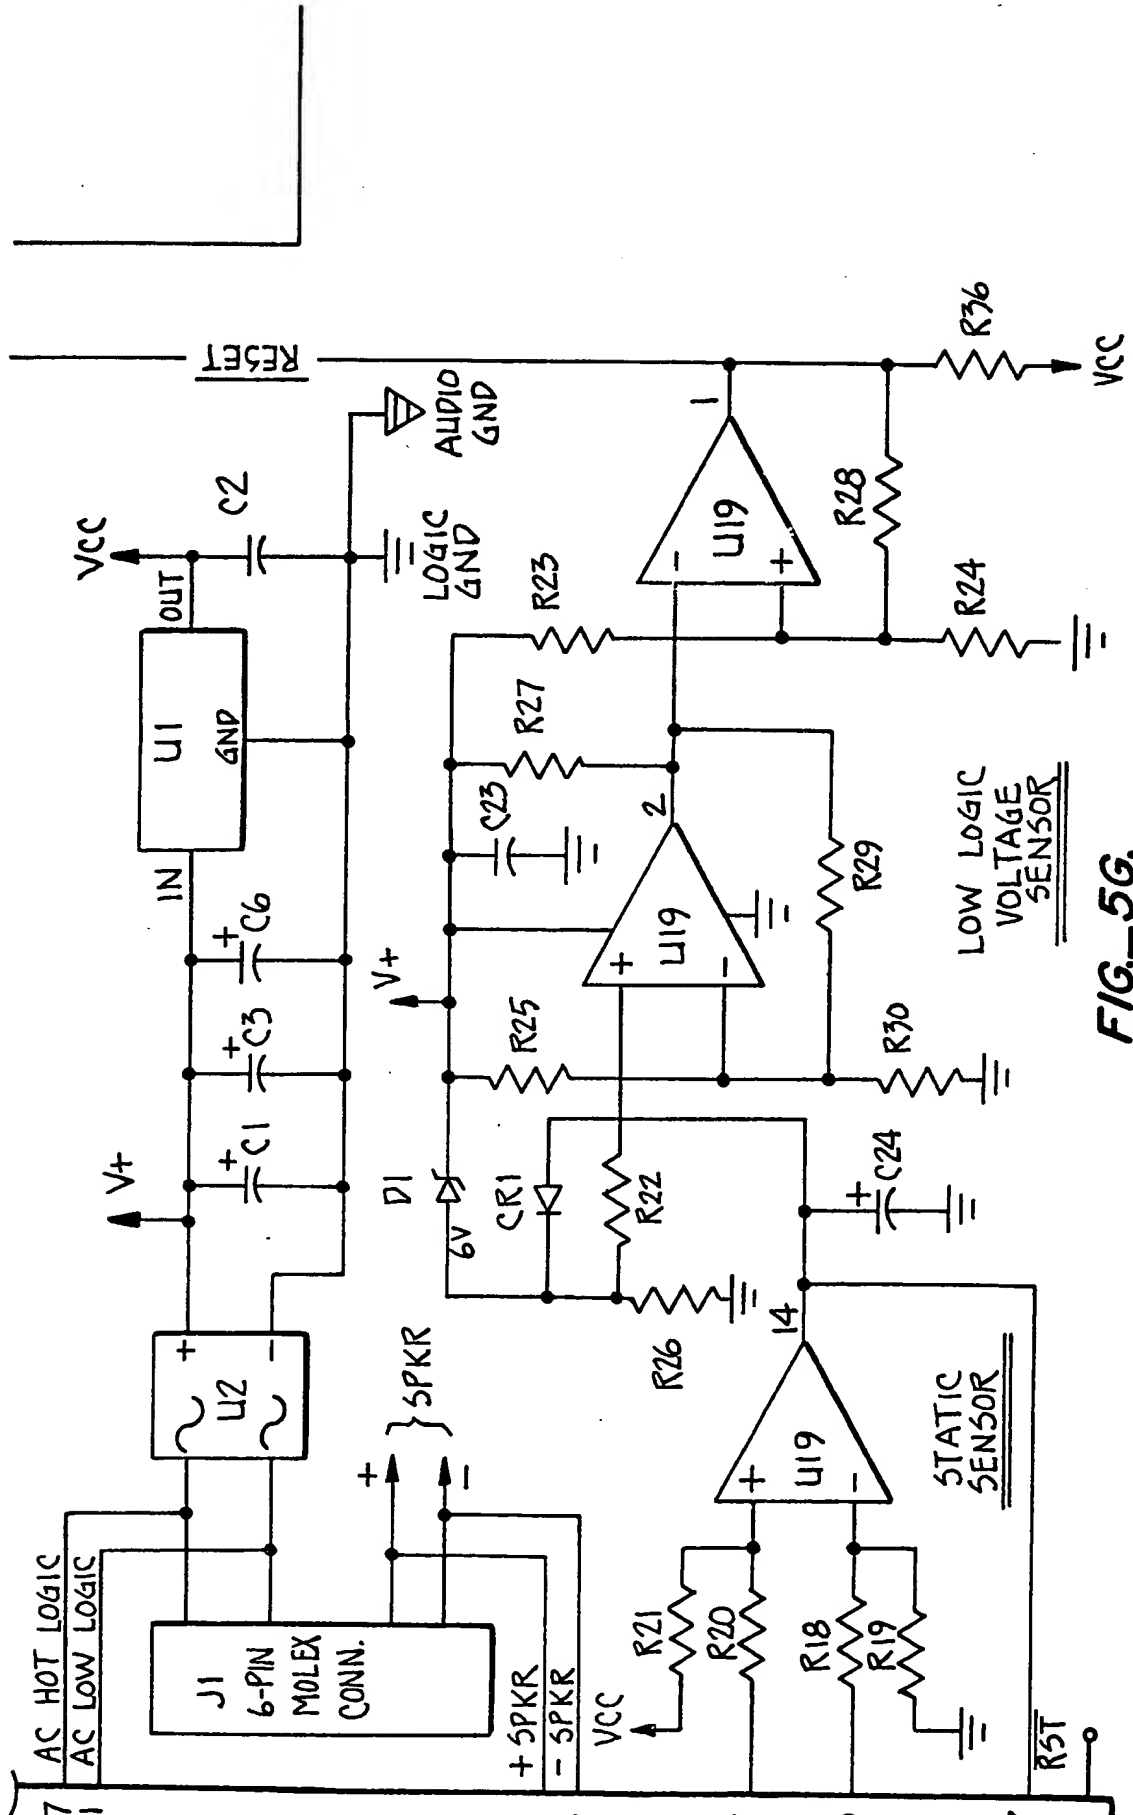 7
1
AC HOT LOGIC
AC LOW LOGIC
J1
6-PIN
MOLEX
CONN.
U2
+
-
V+
+
C1
+
C3
+
C6
IN
U1
GND
OUT
VCC
C2
LOGIC
GND
AUDIO
GND
RESET
+
-
SPKR
+ SPKR
- SPKR
D1
6V
CR1
V+
R25
C23
R27
R23
R22
R26
+
-
U19
2
-
+
U19
1
R28
R24
R36
VCC
R29
R30
VCC
R21
R20
R18
R19
+
-
U19
14
+
C24
STATIC
SENSOR
LOW LOGIC
VOLTAGE
SENSOR
RST
FIG._5G.